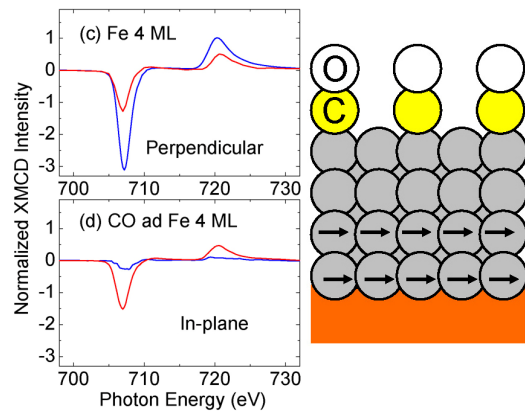 (c) Fe 4 ML
Perpendicular
1
0
-1
-2
-3
700 710 720 730
(d) CO ad Fe 4 ML
In-plane
1
0
-1
-2
-3
700 710 720 730
Normalized XMCD Intensity
Photon Energy (eV)
O
C